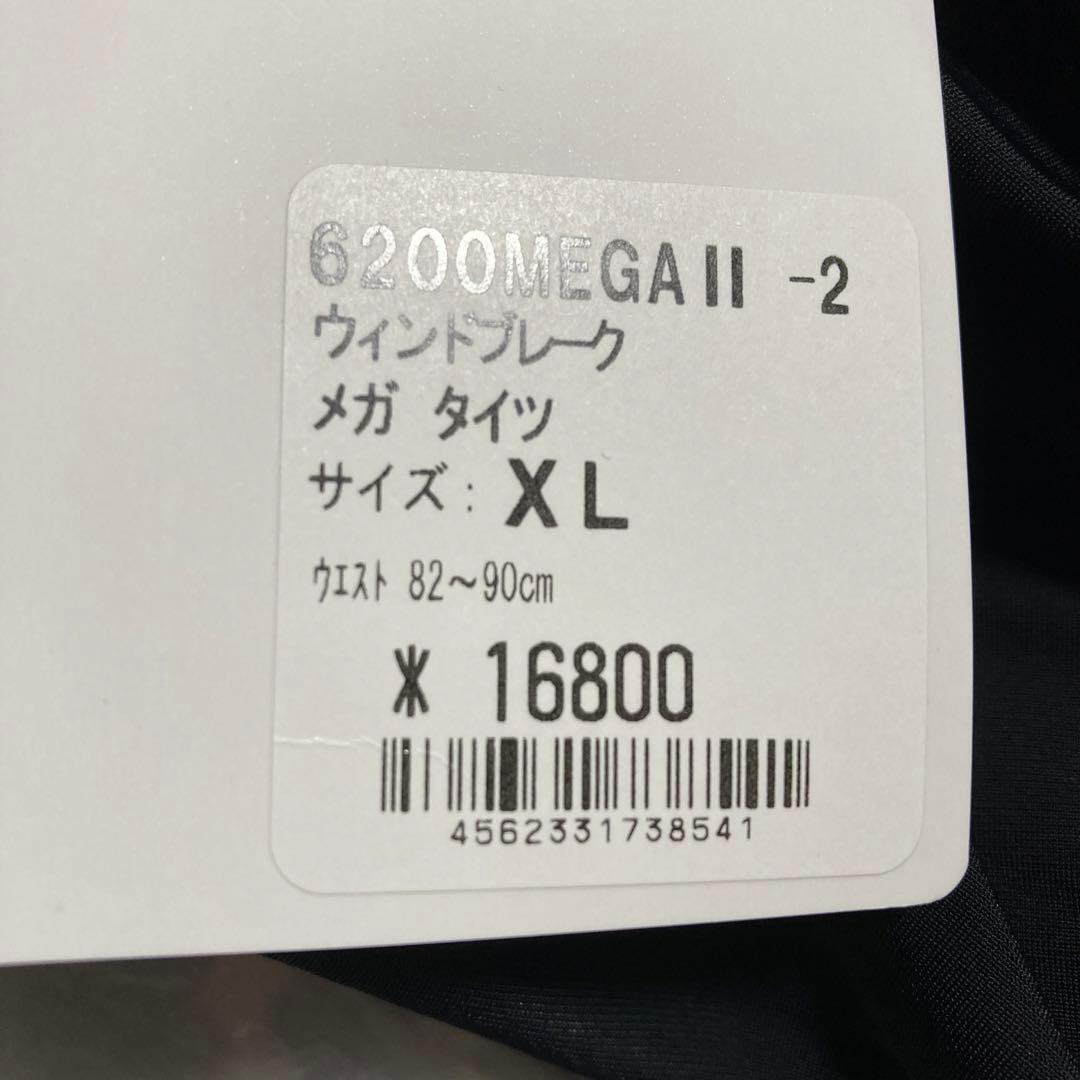 6200MEGAⅡ -2
ウィンドブレーク
メガ タイツ
サイズ: XL
ｳｴｽﾄ 82～90cm
¥ 16800
4562331738541